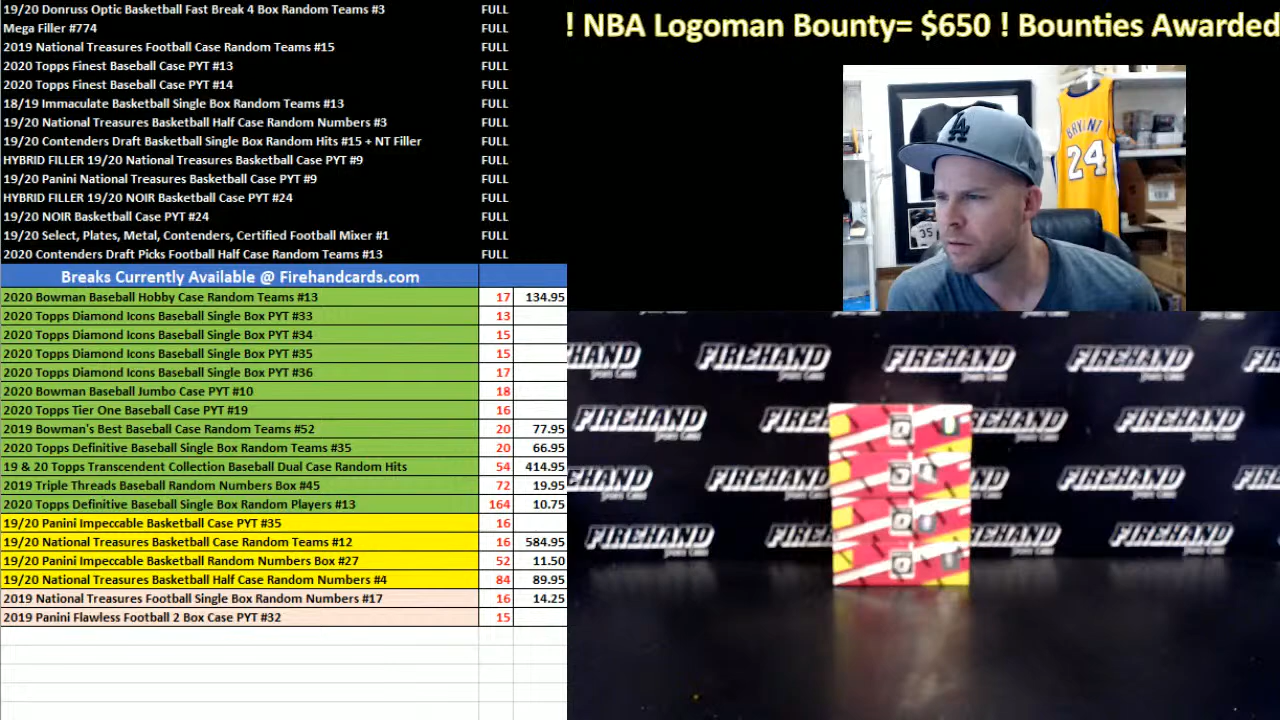 19/20 Donruss Optic Basketball Fast Break 4 Box Random Teams #3 FULL
Mega Filler #774 FULL
2019 National Treasures Football Case Random Teams #15 FULL
2020 Topps Finest Baseball Case PYT #13 FULL
2020 Topps Finest Baseball Case PYT #14 FULL
18/19 Immaculate Basketball Single Box Random Teams #13 FULL
19/20 National Treasures Basketball Half Case Random Numbers #3 FULL
19/20 Contenders Draft Basketball Single Box Random Hits #15 + NT Filler FULL
HYBRID FILLER 19/20 National Treasures Basketball Case PYT #9 FULL
19/20 Panini National Treasures Basketball Case PYT #9 FULL
HYBRID FILLER 19/20 NOIR Basketball Case PYT #24 FULL
19/20 NOIR Basketball Case PYT #24 FULL
19/20 Select, Plates, Metal, Contenders, Certified Football Mixer #1 FULL
2020 Contenders Draft Picks Football Half Case Random Teams #13 FULL
Breaks Currently Available @ Firehandcards.com
2020 Bowman Baseball Hobby Case Random Teams #13 17 134.95
2020 Topps Diamond Icons Baseball Single Box PYT #33 13
2020 Topps Diamond Icons Baseball Single Box PYT #34 15
2020 Topps Diamond Icons Baseball Single Box PYT #35 15
2020 Topps Diamond Icons Baseball Single Box PYT #36 17
2020 Bowman Baseball Jumbo Case PYT #10 18
2020 Topps Tier One Baseball Case PYT #19 16
2019 Bowman's Best Baseball Case Random Teams #52 20 77.95
2020 Topps Definitive Baseball Single Box Random Teams #35 20 66.95
19 & 20 Topps Transcendent Collection Baseball Dual Case Random Hits 54 414.95
2019 Triple Threads Baseball Random Numbers Box #45 72 19.95
2020 Topps Definitive Baseball Single Box Random Players #13 164 10.75
19/20 Panini Impeccable Basketball Case PYT #35 16
19/20 National Treasures Basketball Case Random Teams #12 16 584.95
19/20 Panini Impeccable Basketball Random Numbers Box #27 52 11.50
19/20 National Treasures Basketball Half Case Random Numbers #4 84 89.95
2019 National Treasures Football Single Box Random Numbers #17 16 14.25
2019 Panini Flawless Football 2 Box Case PYT #32 15
! NBA Logoman Bounty= $650 ! Bounties Awarded
LA
BRYANT
24
35
HAND FIREHAND FIREHAND FIREHAND FI
FIREHAND FIRE FIREHAND FIREHAND
HAND FIREHAND FIREHAND FIREH
FIREHAND FIREHAND FIREHAND FIREHAND